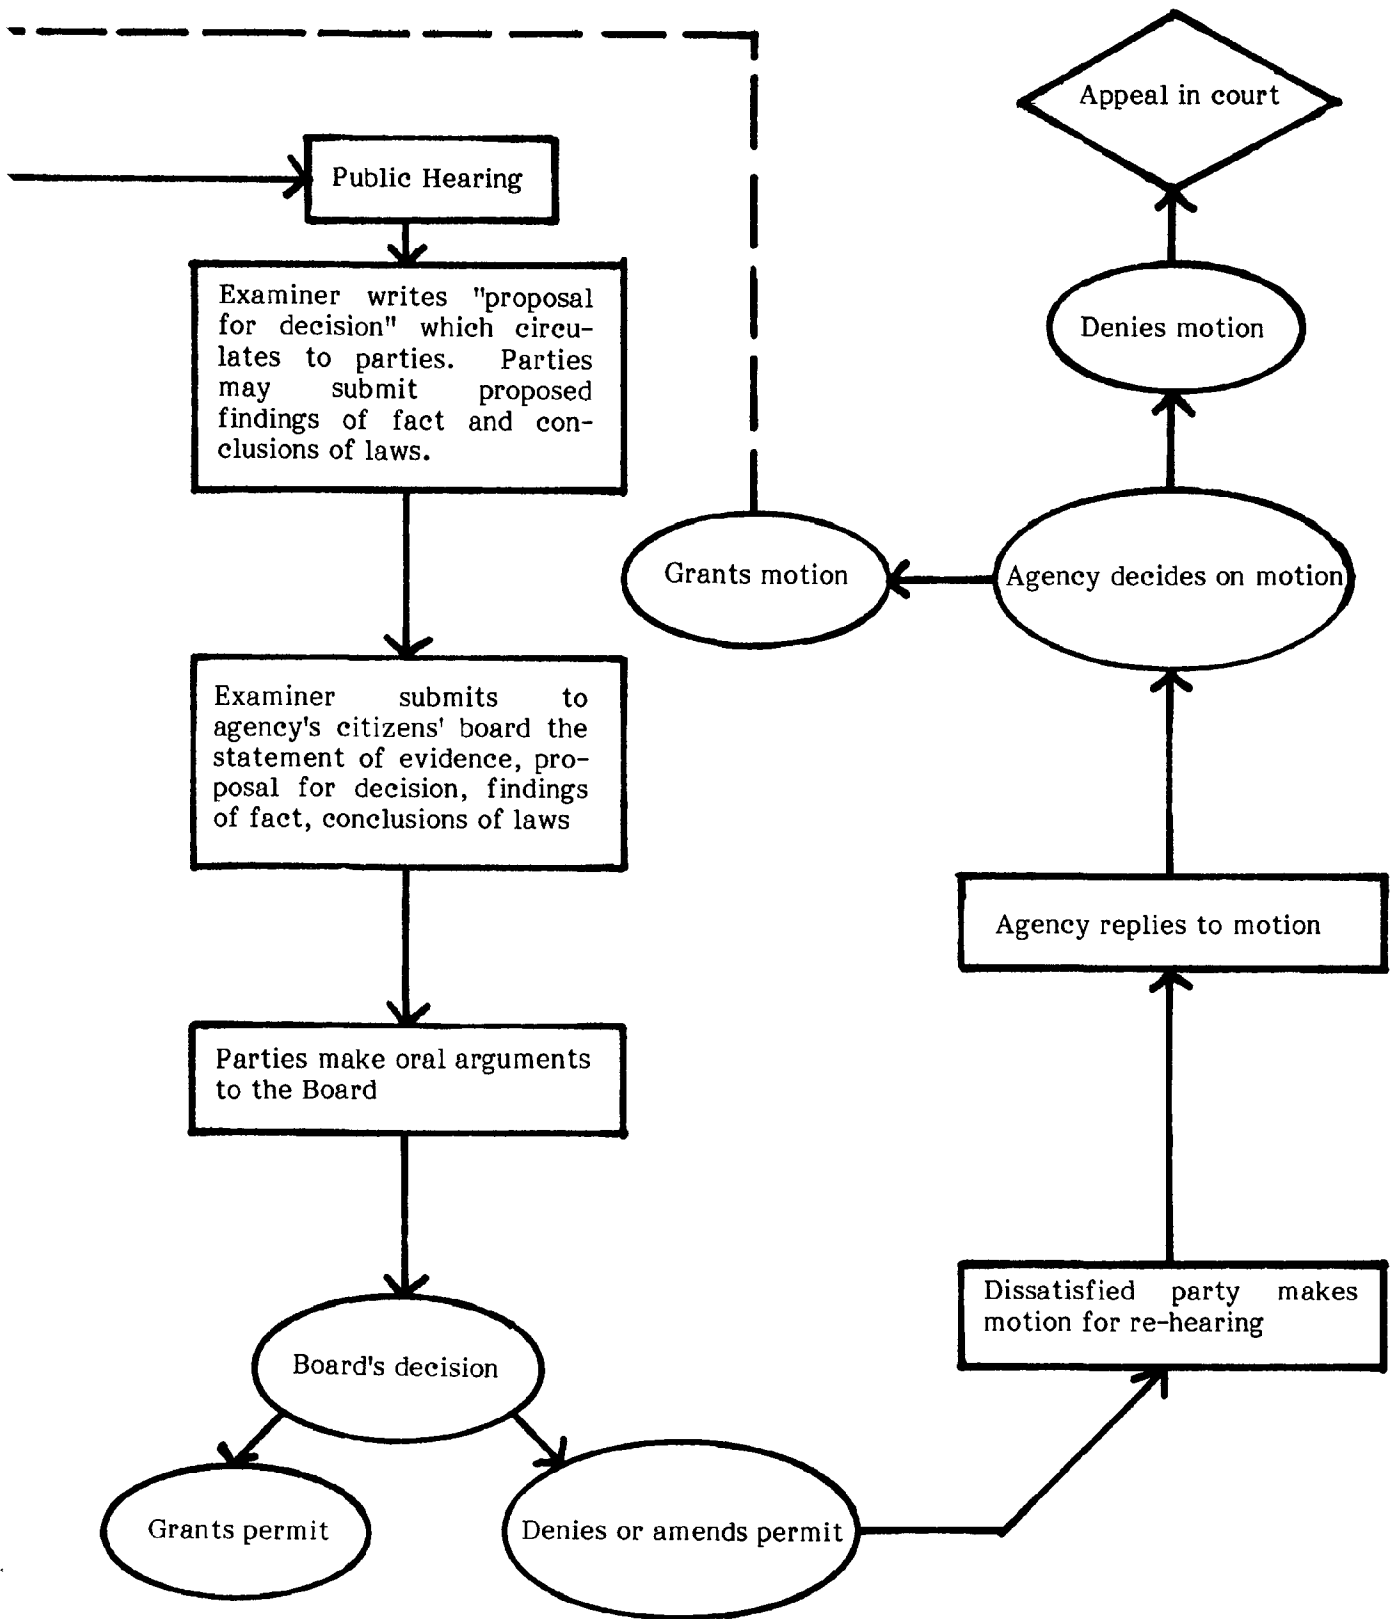 Public Hearing
Examiner writes "proposal
for decision" which circu-
lates to parties. Parties
may submit proposed
findings of fact and con-
clusions of laws.
Examiner submits to
agency's citizens' board the
statement of evidence, pro-
posal for decision, findings
of fact, conclusions of laws
Parties make oral arguments
to the Board
Board's decision
Grants permit
Denies or amends permit
Dissatisfied party makes
motion for re-hearing
Agency replies to motion
Agency decides on motion
Grants motion
Denies motion
Appeal in court